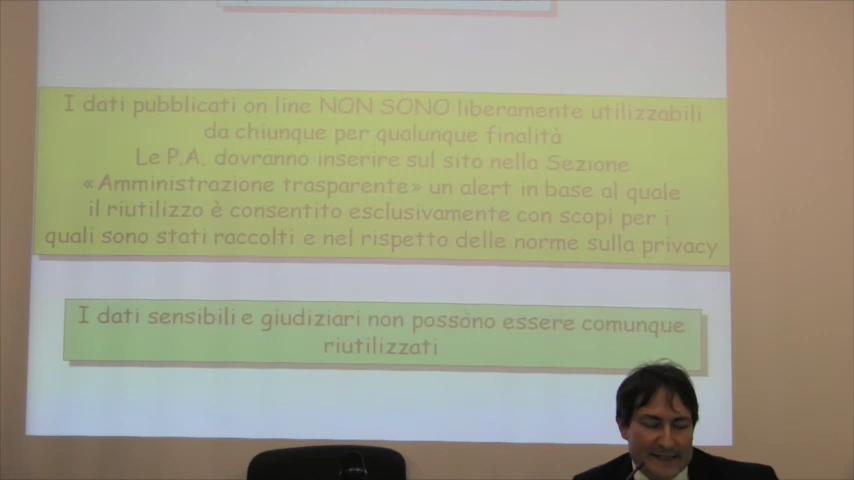 I dati pubblicati on line NON SONO liberamente utilizzabili
da chiunque per qualunque finalità
Le P.A. dovranno inserire sul sito nella Sezione
«Amministrazione trasparente» un alert in base al quale
il riutilizzo è consentito esclusivamente con scopi per i
quali sono stati raccolti e nel rispetto delle norme sulla privacy
I dati sensibili e giudiziari non possono essere comunque
riutilizzati